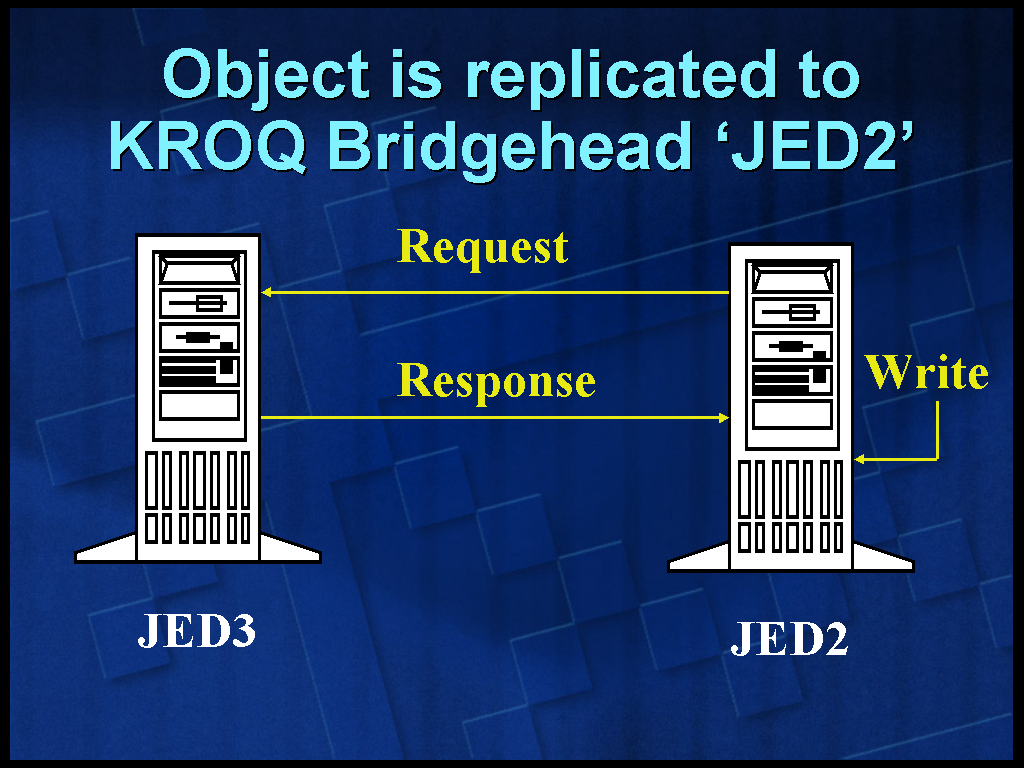 Object is replicated to
KROQ Bridgehead ‘JED2’
Request
Response
Write
JED3
JED2